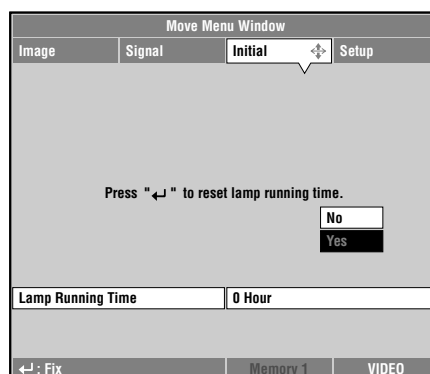 Move Menu Window
Image Signal Initial Setup
Press "↵" to reset lamp running time.
No
Yes
Lamp Running Time 0 Hour
↵ : Fix Memory 1 VIDEO